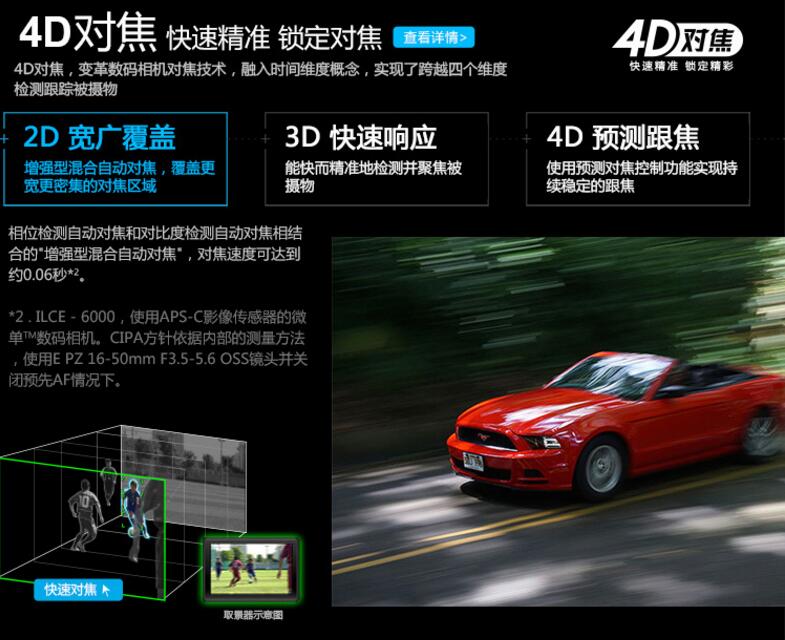 4D对焦 快速精准 锁定对焦 查看详情>
4D对焦
快速精准 锁定精彩
4D对焦，变革数码相机对焦技术，融入时间维度概念，实现了跨越四个维度
检测跟踪被摄物
2D 宽广覆盖
增强型混合自动对焦，覆盖更
宽更密集的对焦区域
3D 快速响应
能快而精准地检测并聚焦被
摄物
4D 预测跟焦
使用预测对焦控制功能实现持
续稳定的跟焦
相位检测自动对焦和对比度检测自动对焦相结
合的"增强型混合自动对焦"，对焦速度可达到
约0.06秒*²。
*2 . ILCE - 6000，使用APS-C影像传感器的微
单™数码相机。CIPA方针依据内部的测量方法
，使用E PZ 16-50mm F3.5-5.6 OSS镜头并关
闭预先AF情况下。
10
快速对焦
取景器示意图